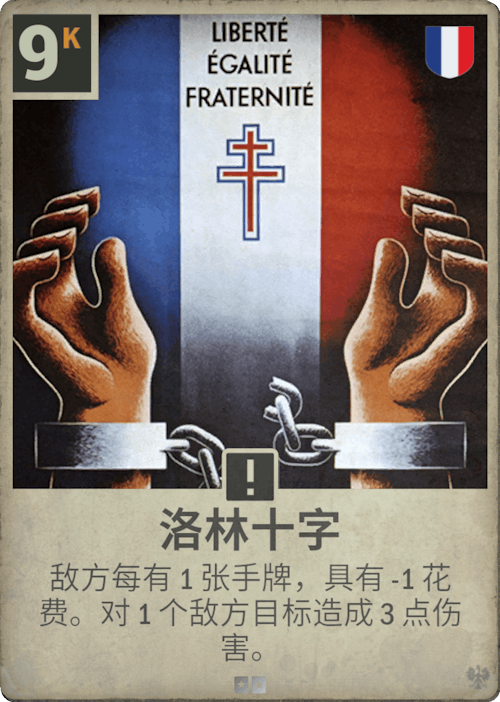 9K
LIBERTÉ
ÉGALITÉ
FRATERNITÉ
!
洛林十字
敌方每有 1 张手牌，具有 -1 花
费。对 1 个敌方目标造成 3 点伤
害。